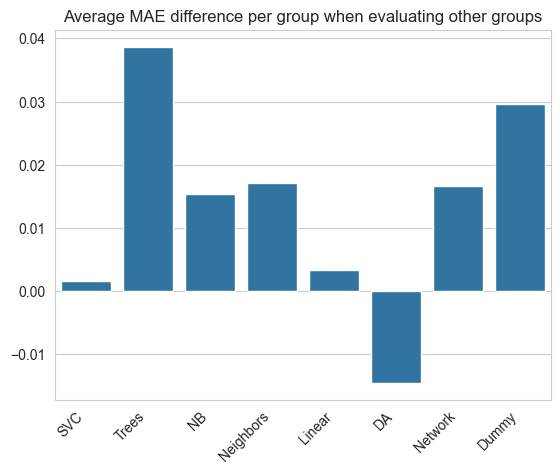 Average MAE difference per group when evaluating other groups
0.04
0.03
0.02
0.01
0.00
−0.01
SVC
Trees
NB
Neighbors
Linear
DA
Network
Dummy